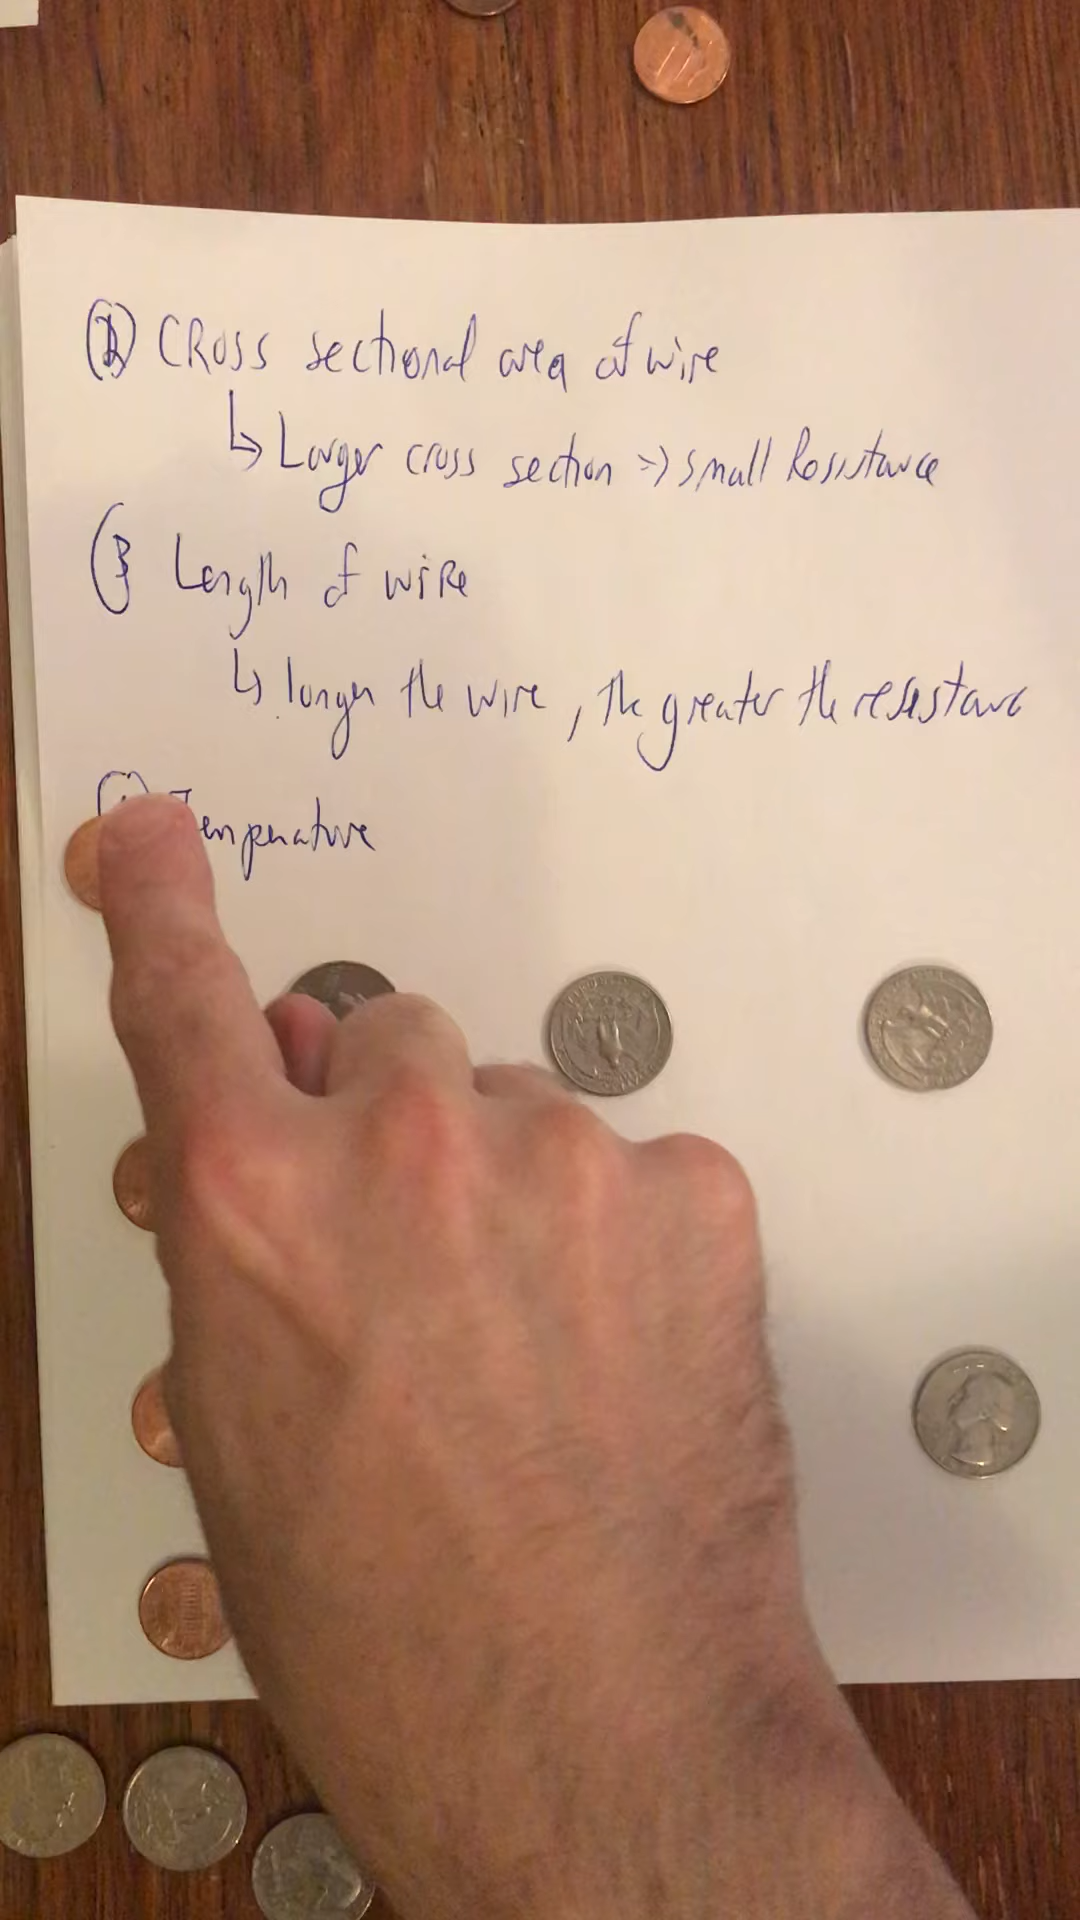 ② CROSS sectional area of wire
↳ Larger cross section => small Resistance
③ Length of wire
↳ longer the wire, the greater the resistance
Temperature